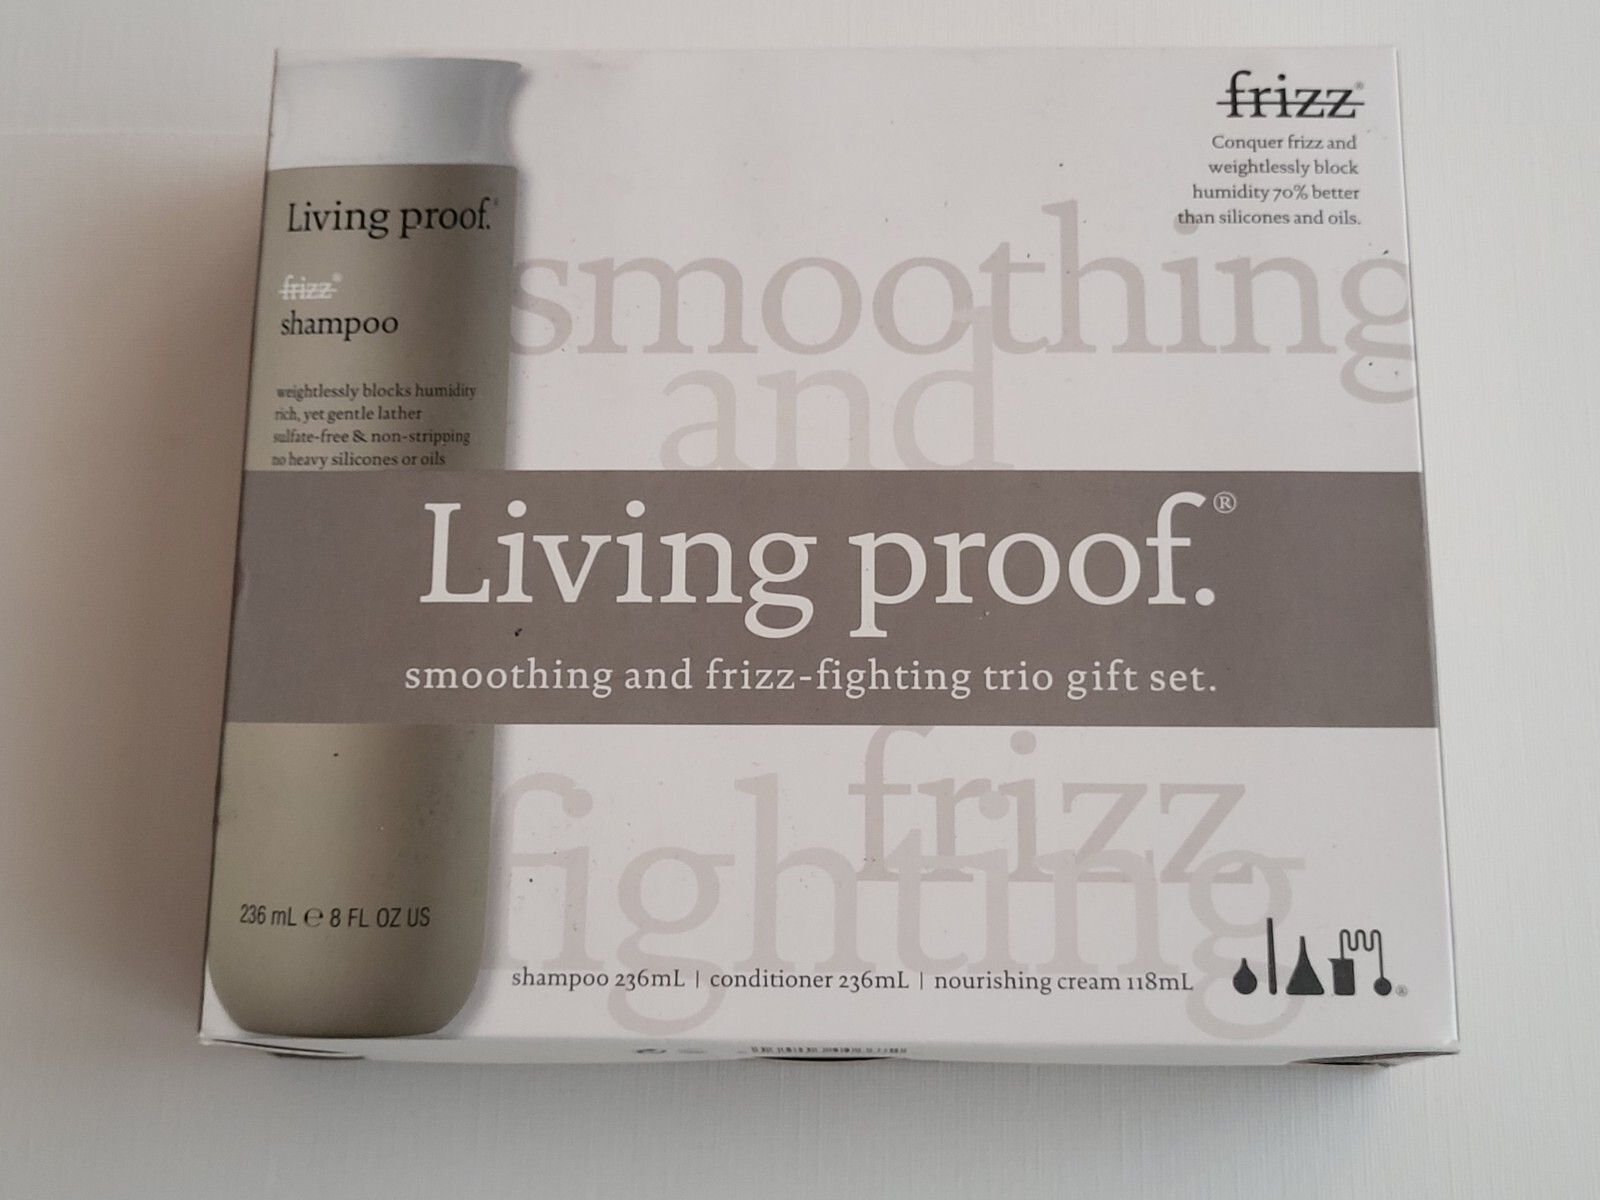 frizz®
Conquer frizz and
weightlessly block
humidity 70% better
than silicones and oils.
Living proof.®
frizz®
shampoo
weightlessly blocks humidity
rich, yet gentle lather
sulfate-free & non-stripping
no heavy silicones or oils
smoothing
and
Living proof.®
smoothing and frizz-fighting trio gift set.
frizz
fighting
236 mL ℮ 8 FL OZ US
shampoo 236mL | conditioner 236mL | nourishing cream 118mL
®